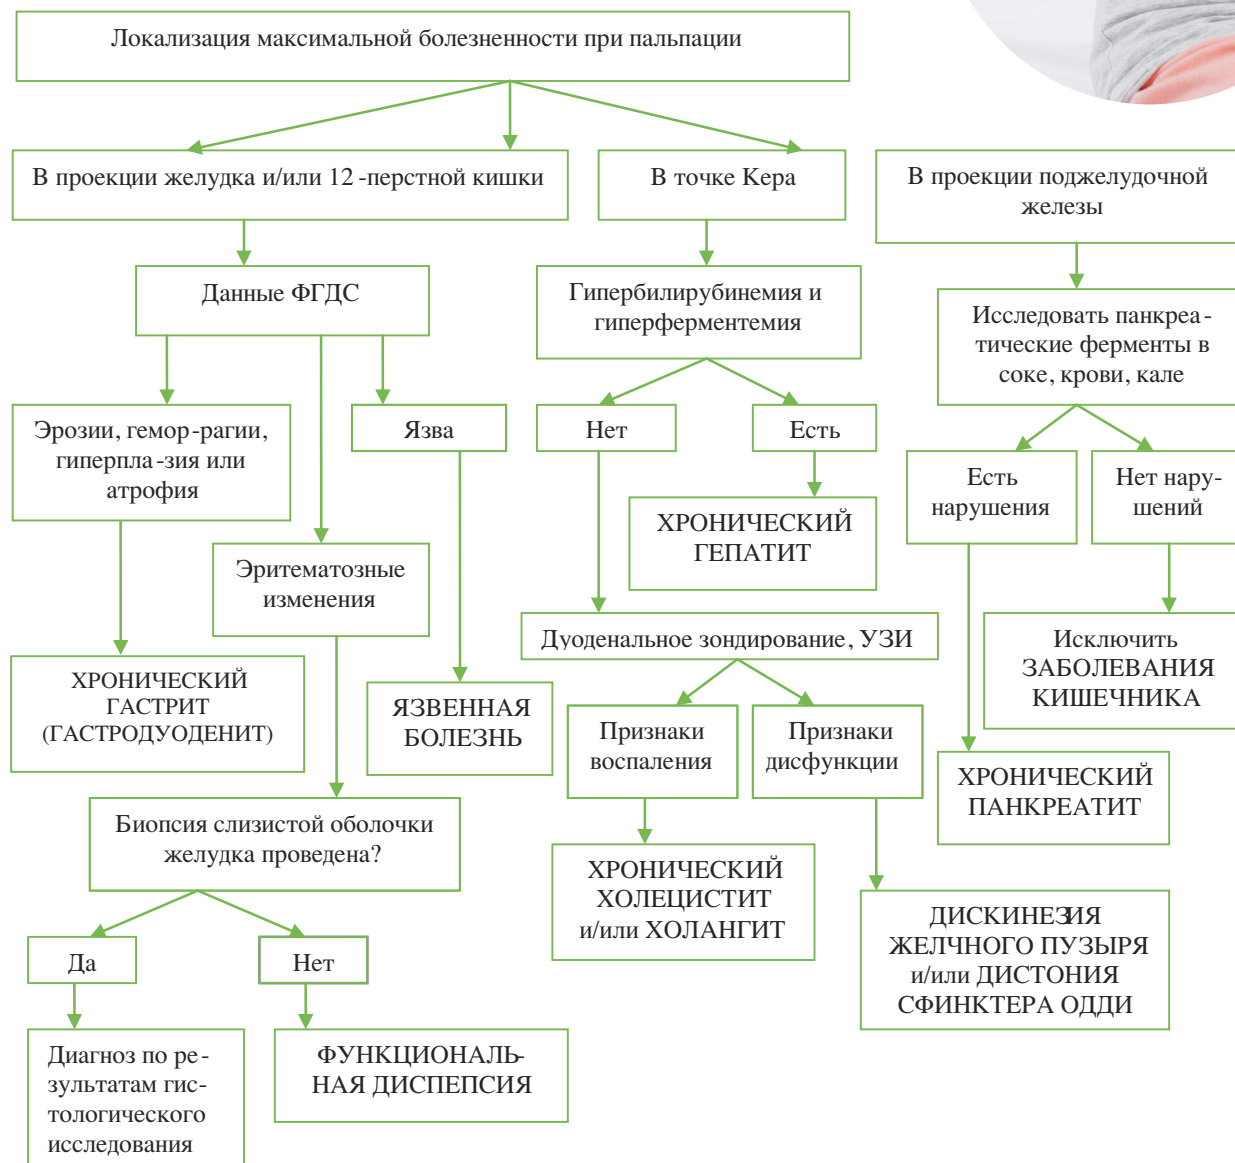 Локализация максимальной болезненности при пальпации
В проекции желудка и/или 12 -перстной кишки
В точке Кера
В проекции поджелудочной
железы
Данные ФГДС
Гипербилирубинемия и
гиперферментемия
Исследовать панкреа -
тические ферменты в
соке, крови, кале
Эрозии, гемор-рагии,
гиперпла-зия или
атрофия
Язва
Нет
Есть
Есть
нарушения
Нет нару-
шений
ХРОНИЧЕСКИЙ
ГЕПАТИТ
Эритематозные
изменения
Дуоденальное зондирование, УЗИ
Исключить
ЗАБОЛЕВАНИЯ
КИШЕЧНИКА
ХРОНИЧЕСКИЙ
ГАСТРИТ
(ГАСТРОДУОДЕНИТ)
ЯЗВЕННАЯ
БОЛЕЗНЬ
Признаки
воспаления
Признаки
дисфункции
ХРОНИЧЕСКИЙ
ПАНКРЕАТИТ
Биопсия слизистой оболочки
желудка проведена?
ХРОНИЧЕСКИЙ
ХОЛЕЦИСТИТ
и/или ХОЛАНГИТ
ДИСКИНЕЗИЯ
ЖЕЛЧНОГО ПУЗЫРЯ
и/или ДИСТОНИЯ
СФИНКТЕРА ОДДИ
Да
Нет
Диагноз по ре-
зультатам гис-
тологического
исследования
ФУНКЦИОНАЛЬ-
НАЯ ДИСПЕПСИЯ